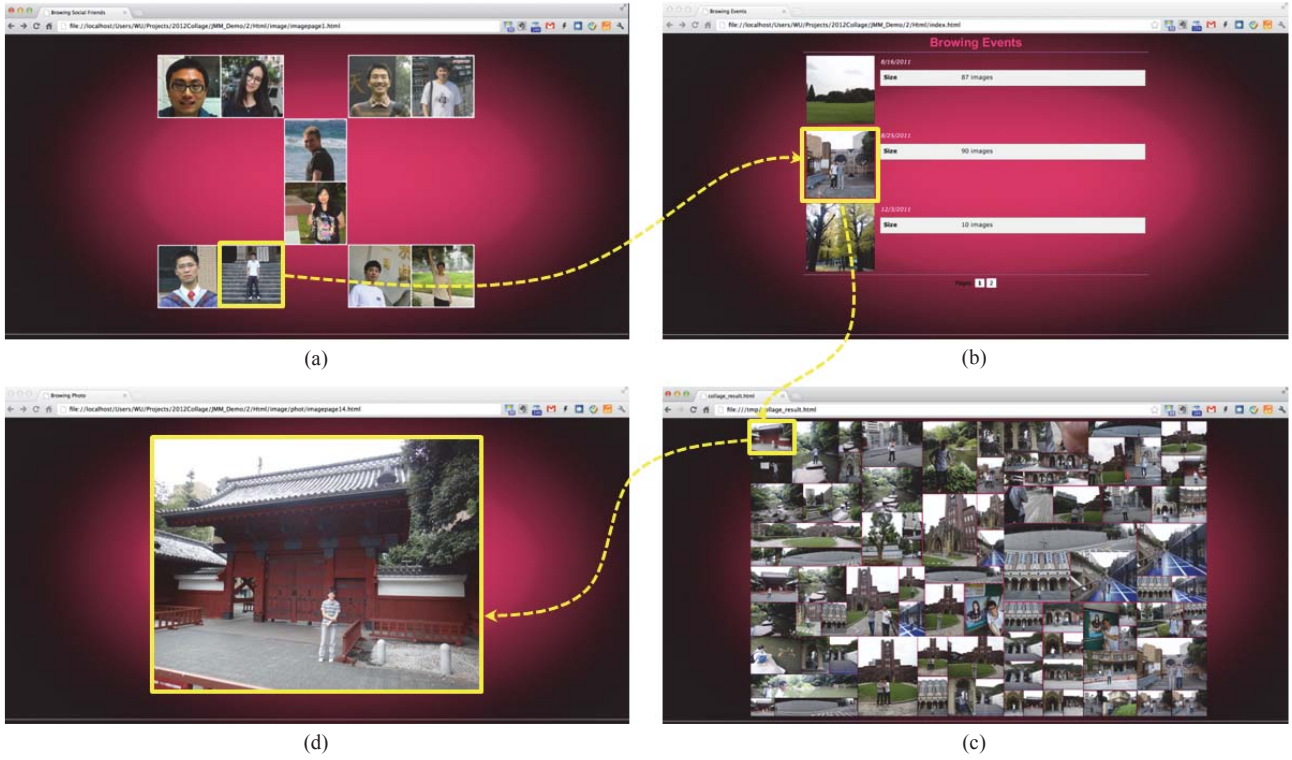 Browing Social Friends
file://localhost/Users/WU/Projects/2012Collage/JMM_Demo/2/Html/image/imagepage1.html
(a)
Browing Events
file://localhost/Users/WU/Projects/2012Collage/JMM_Demo/2/Html/index.html
Browing Events
8/16/2011
Size 87 images
8/25/2011
Size 90 images
12/3/2011
Size 10 images
1 2
(b)
Browing Photo
file://localhost/Users/WU/Projects/2012Collage/JMM_Demo/2/Html/image/phot/imagepage14.html
(d)
collage_result.html
file:///tmp/collage_result.html
(c)